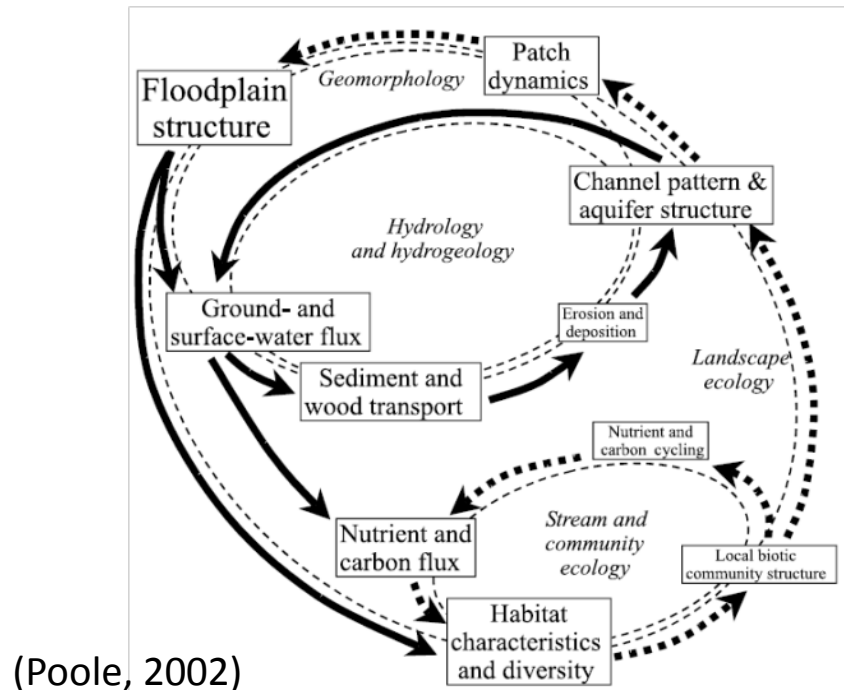 Patch
dynamics
Geomorphology
Floodplain
structure
Channel pattern &
aquifer structure
Hydrology
and hydrogeology
Ground- and
surface-water flux
Erosion and
deposition
Sediment and
wood transport
Landscape
ecology
Nutrient and
carbon cycling
Nutrient and
carbon flux
Stream and
community
ecology
Local biotic
community structure
Habitat
characteristics
and diversity
(Poole, 2002)